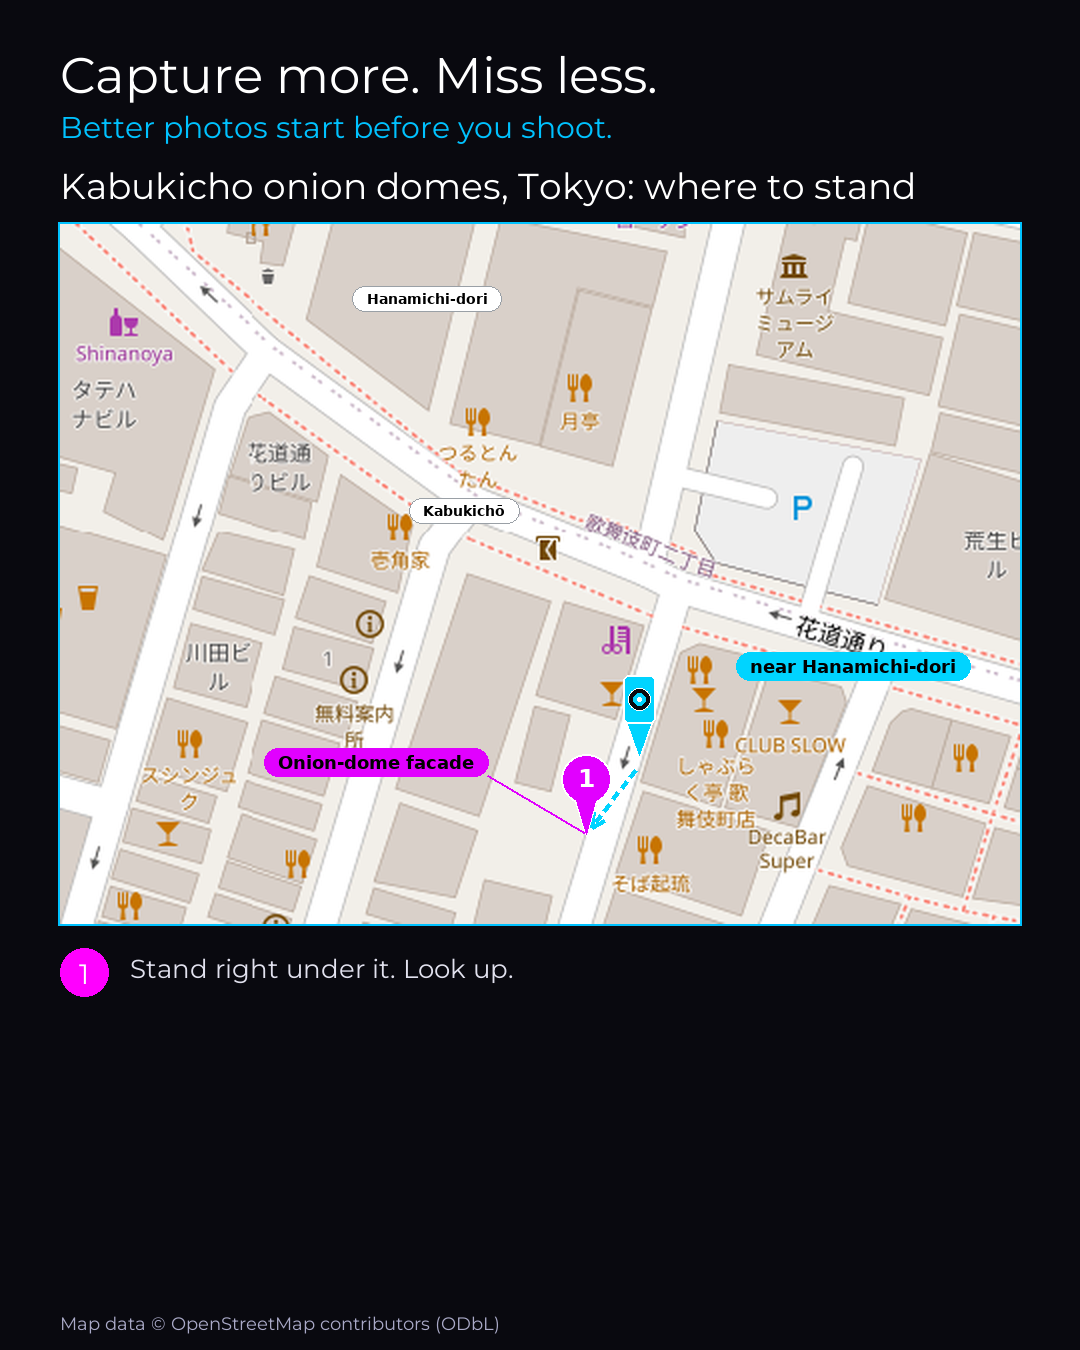 Capture more. Miss less.
Better photos start before you shoot.
Kabukicho onion domes, Tokyo: where to stand
サムライ
ミュージ
アム
Hanamichi-dori
Shinanoya
タテハ
ナビル
月亭
花道通
りビル
つるとん
たん
P
Kabukichō
歌舞伎町二丁目
壱角家
荒生ビ
ル
花道通り
川田ビ
ル
1
near Hanamichi-dori
無料案内
所
CLUB SLOW
Onion-dome facade
スシンジュ
ク
1
しゃぶら
く亭 歌
舞伎町店
DecaBar
Super
そば起琉
1 Stand right under it. Look up.
Map data © OpenStreetMap contributors (ODbL)